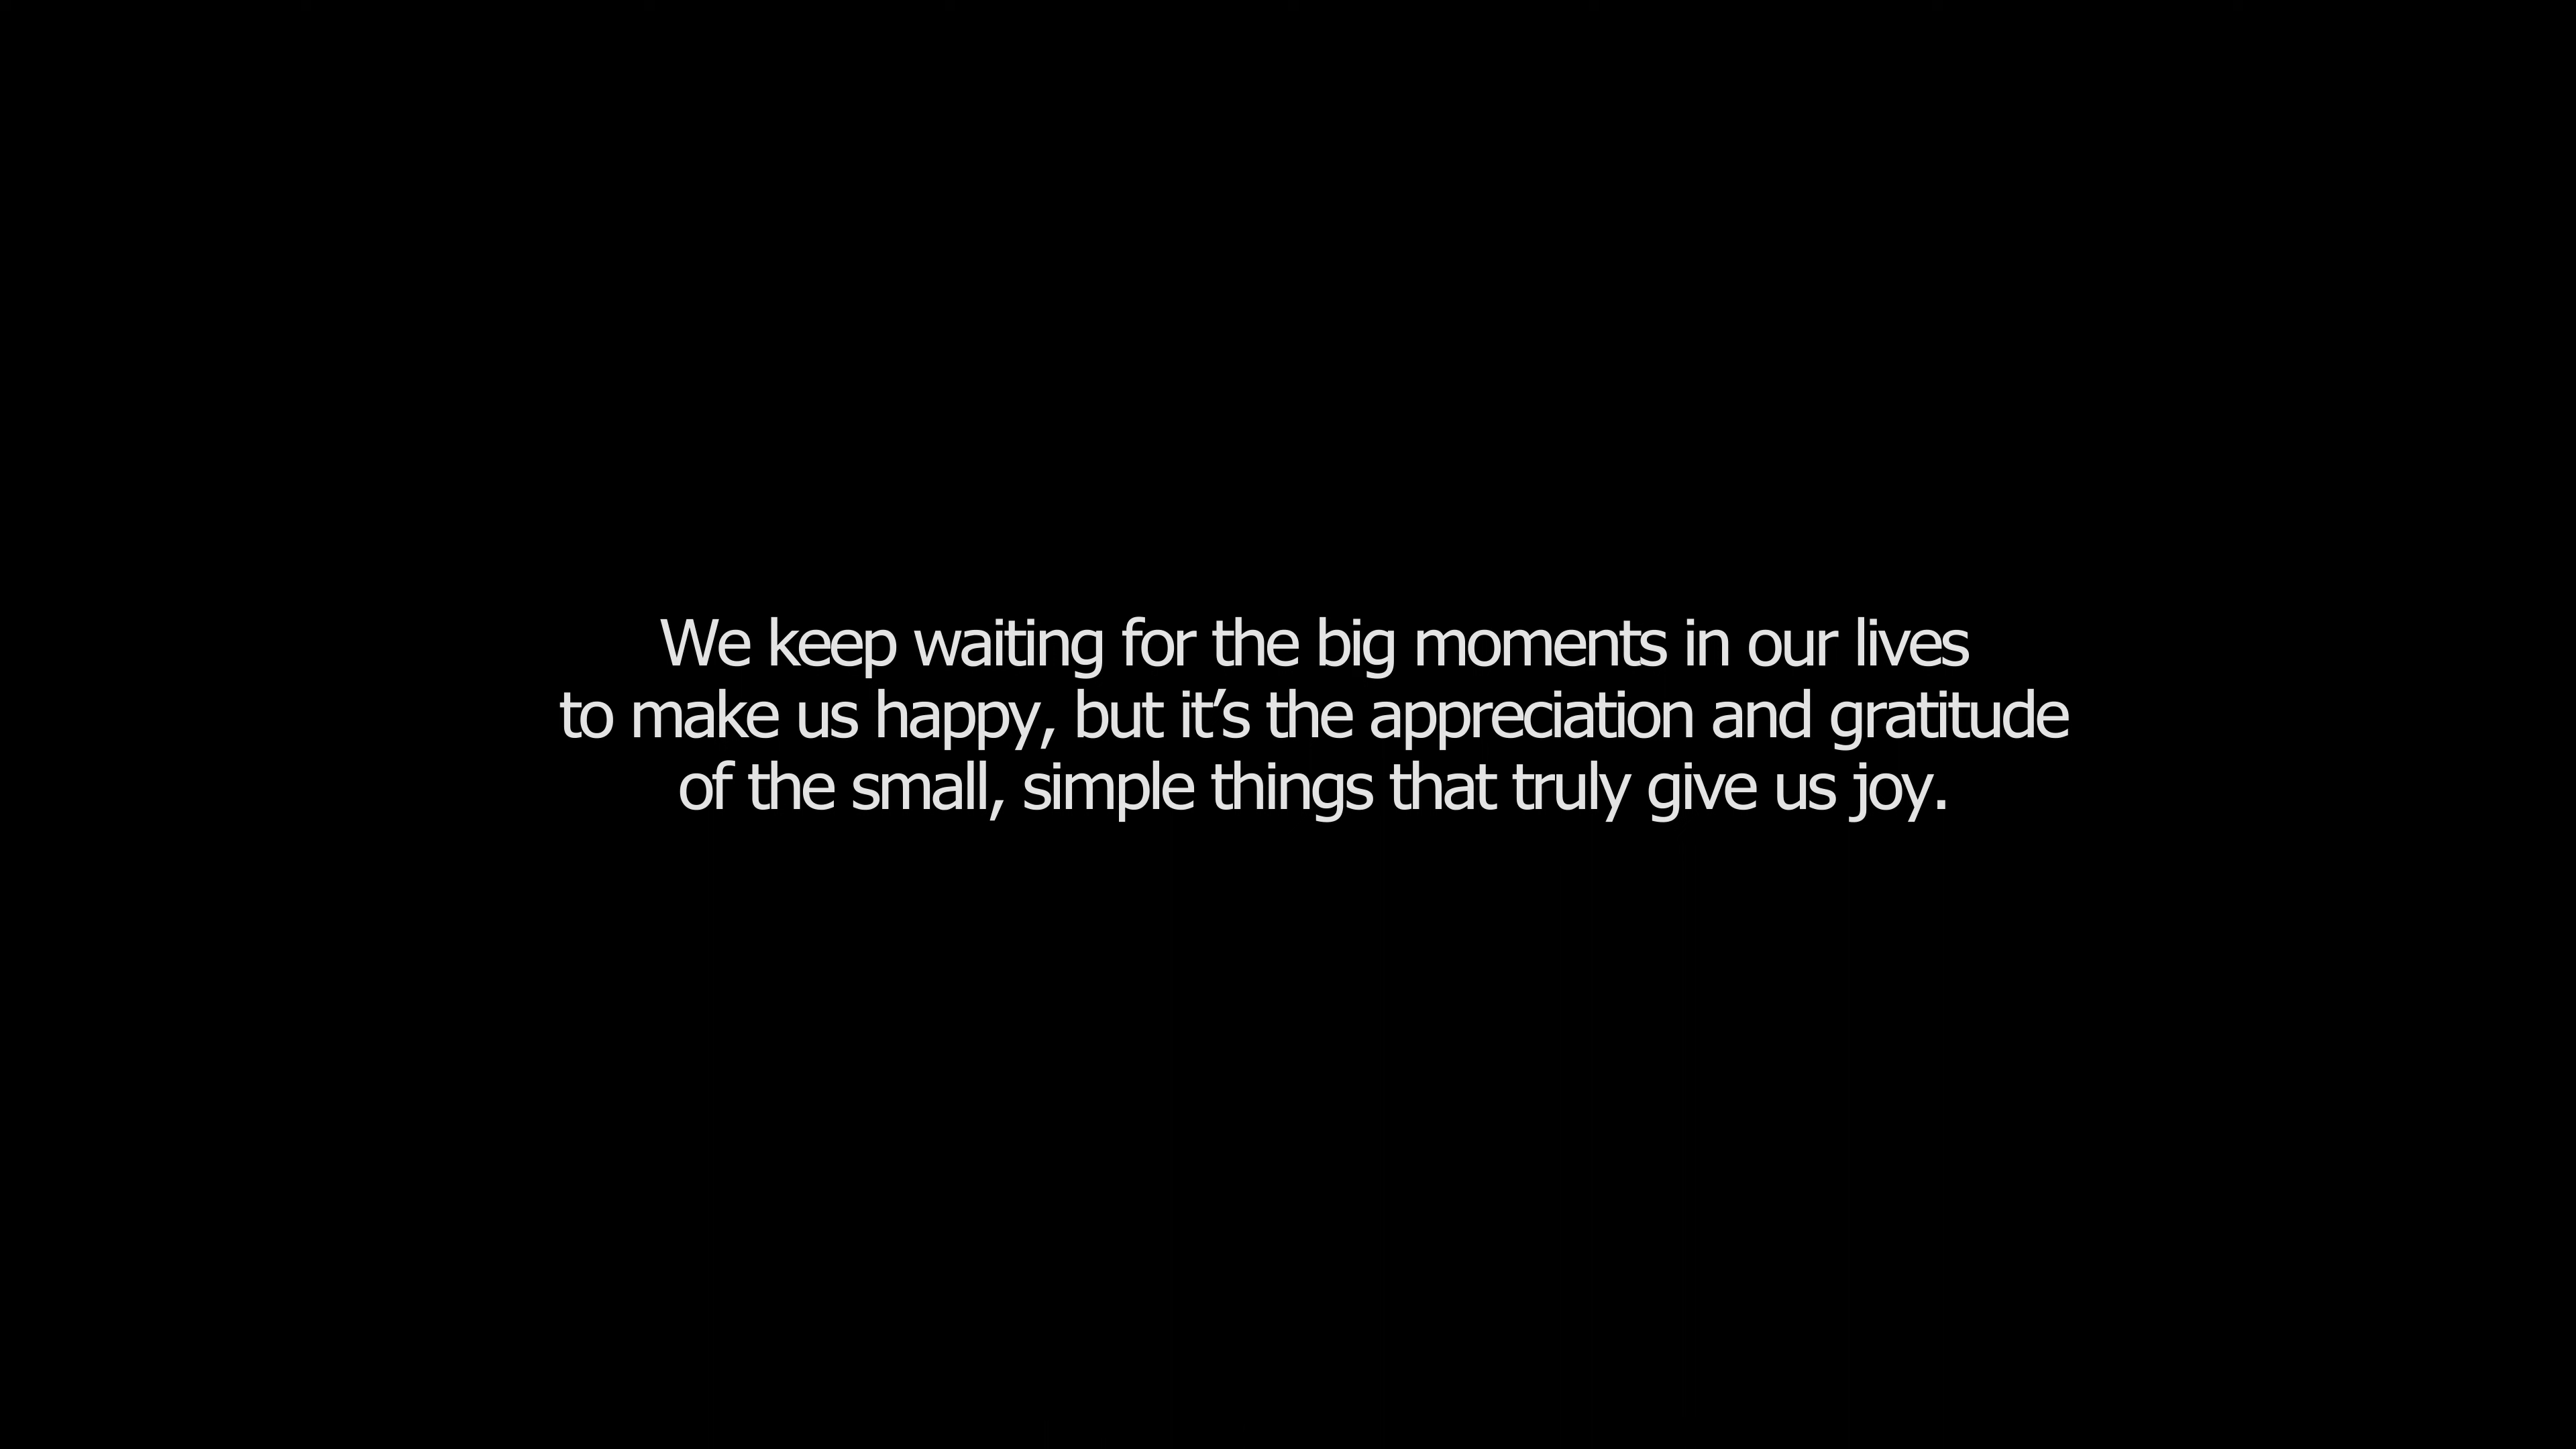 We keep waiting for the big moments in our lives
to make us happy, but it’s the appreciation and gratitude
of the small, simple things that truly give us joy.